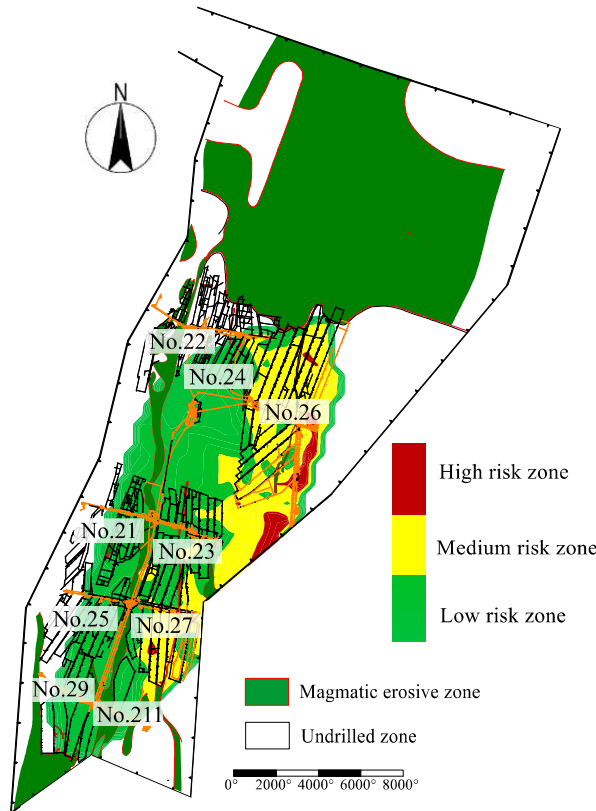 N
No.22
No.24
No.26
High risk zone
No.21
No.23
Medium risk zone
No.25
No.27
Low risk zone
No.29
No.211
Magmatic erosive zone
Undrilled zone
0° 2000° 4000° 6000° 8000°